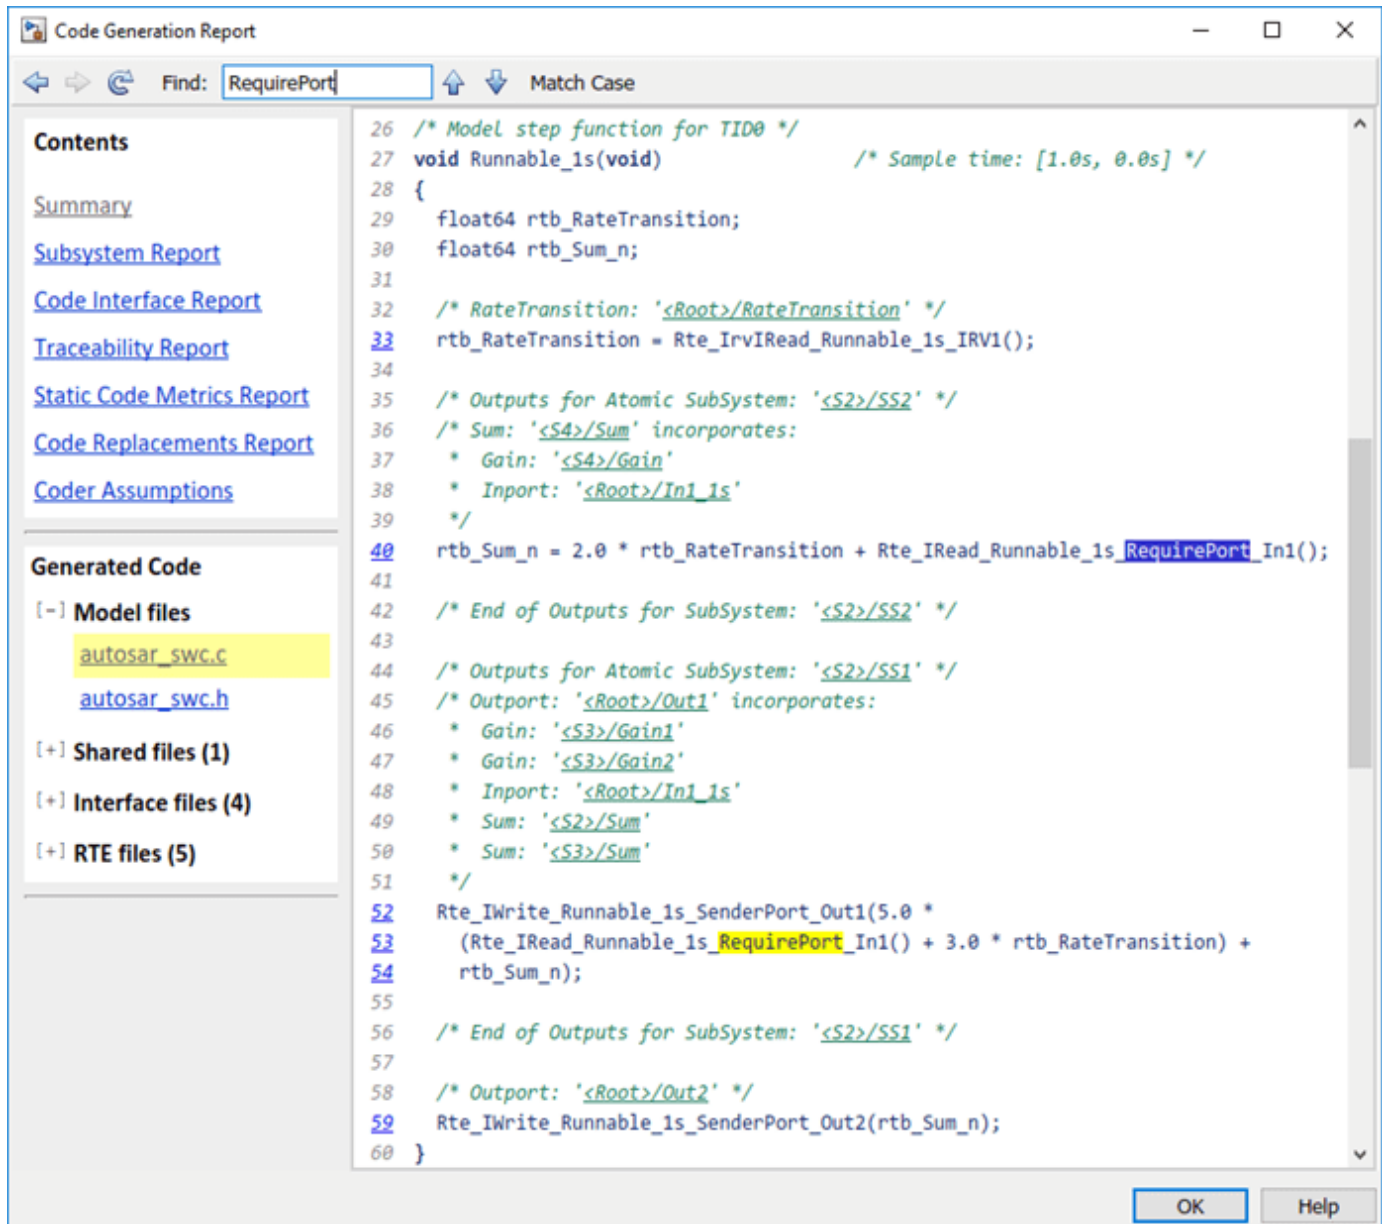 Code Generation Report
Find: RequirePort Match Case
Contents
Summary
Subsystem Report
Code Interface Report
Traceability Report
Static Code Metrics Report
Code Replacements Report
Coder Assumptions
Generated Code
[-] Model files
autosar_swc.c
autosar_swc.h
[+] Shared files (1)
[+] Interface files (4)
[+] RTE files (5)
26 /* Model step function for TID0 */
27 void Runnable_1s(void) /* Sample time: [1.0s, 0.0s] */
28 {
29 float64 rtb_RateTransition;
30 float64 rtb_Sum_n;
31
32 /* RateTransition: '<Root>/RateTransition' */
33 rtb_RateTransition = Rte_IrvIRead_Runnable_1s_IRV1();
34
35 /* Outputs for Atomic SubSystem: '<S2>/SS2' */
36 /* Sum: '<S4>/Sum' incorporates:
37 * Gain: '<S4>/Gain'
38 * Inport: '<Root>/In1_1s'
39 */
40 rtb_Sum_n = 2.0 * rtb_RateTransition + Rte_IRead_Runnable_1s_RequirePort_In1();
41
42 /* End of Outputs for SubSystem: '<S2>/SS2' */
43
44 /* Outputs for Atomic SubSystem: '<S2>/SS1' */
45 /* Outport: '<Root>/Out1' incorporates:
46 * Gain: '<S3>/Gain1'
47 * Gain: '<S3>/Gain2'
48 * Inport: '<Root>/In1_1s'
49 * Sum: '<S2>/Sum'
50 * Sum: '<S3>/Sum'
51 */
52 Rte_IWrite_Runnable_1s_SenderPort_Out1(5.0 *
53 (Rte_IRead_Runnable_1s_RequirePort_In1() + 3.0 * rtb_RateTransition) +
54 rtb_Sum_n);
55
56 /* End of Outputs for SubSystem: '<S2>/SS1' */
57
58 /* Outport: '<Root>/Out2' */
59 Rte_IWrite_Runnable_1s_SenderPort_Out2(rtb_Sum_n);
60 }
OK Help